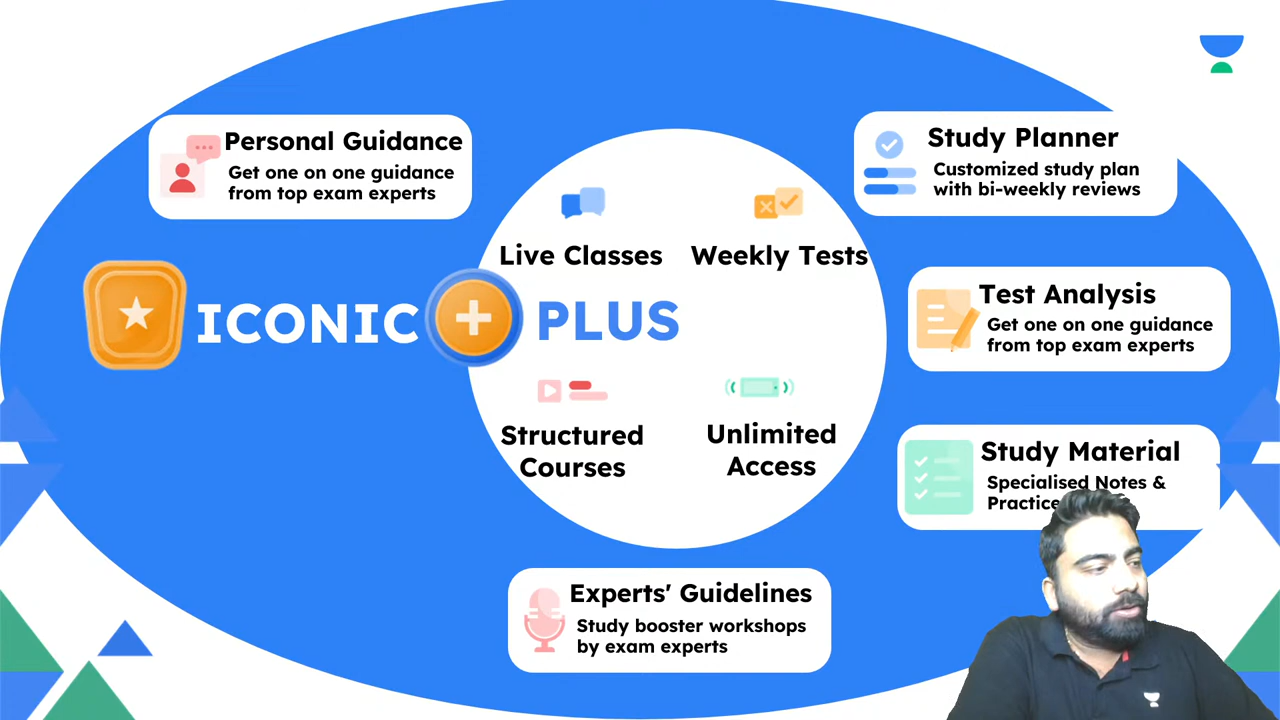 Personal Guidance
Get one on one guidance
from top exam experts
Study Planner
Customized study plan
with bi-weekly reviews
Live Classes
Weekly Tests
ICONIC
PLUS
Test Analysis
Get one on one guidance
from top exam experts
Structured
Courses
Unlimited
Access
Study Material
Specialised Notes &
Practice
Experts' Guidelines
Study booster workshops
by exam experts